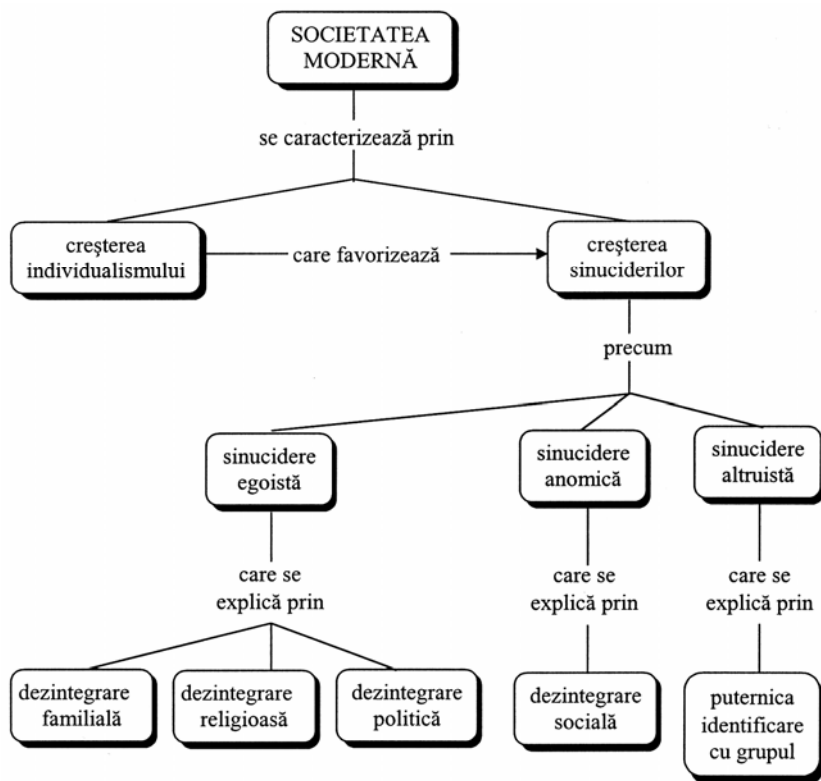 SOCIETATEA
MODERNĂ
se caracterizează prin
creşterea
individualismului
care favorizează
creşterea
sinuciderilor
precum
sinucidere
egoistă
sinucidere
anomică
sinucidere
altruistă
care se
explică prin
care se
explică prin
care se
explică prin
dezintegrare
familială
dezintegrare
religioasă
dezintegrare
politică
dezintegrare
socială
puternica
identificare
cu grupul